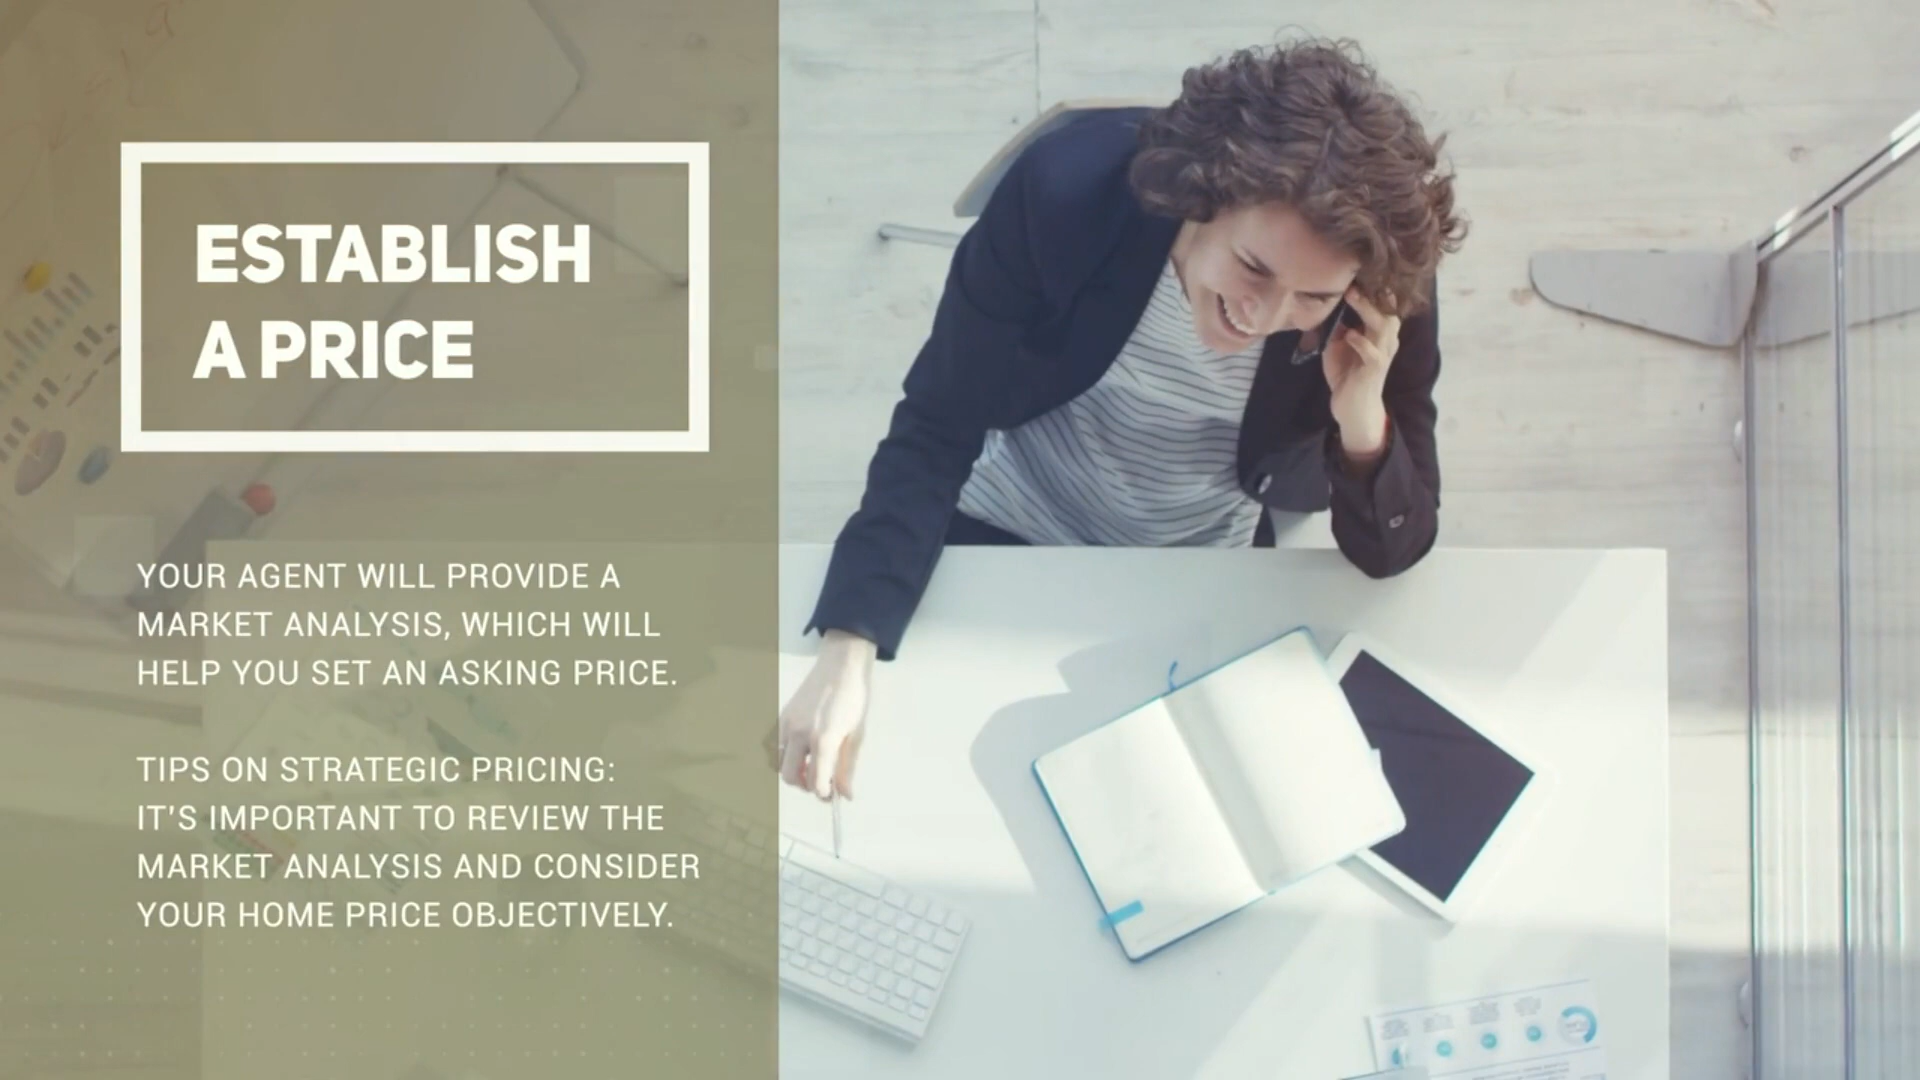 ESTABLISH
A PRICE
YOUR AGENT WILL PROVIDE A
MARKET ANALYSIS, WHICH WILL
HELP YOU SET AN ASKING PRICE.
TIPS ON STRATEGIC PRICING:
IT'S IMPORTANT TO REVIEW THE
MARKET ANALYSIS AND CONSIDER
YOUR HOME PRICE OBJECTIVELY.